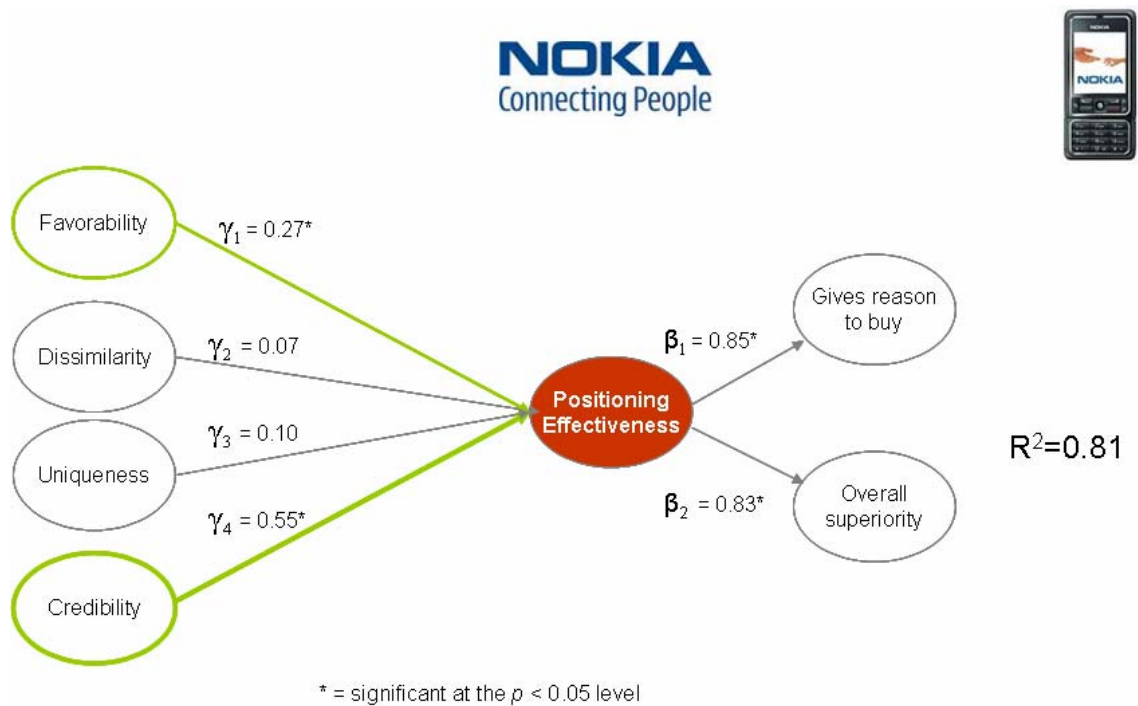 NOKIA
Connecting People
NOKIA
NOKIA
Favorability
γ₁ = 0.27*
Dissimilarity
γ₂ = 0.07
Uniqueness
γ₃ = 0.10
Credibility
γ₄ = 0.55*
Positioning
Effectiveness
β₁ = 0.85*
Gives reason
to buy
β₂ = 0.83*
Overall
superiority
R²=0.81
* = significant at the p < 0.05 level